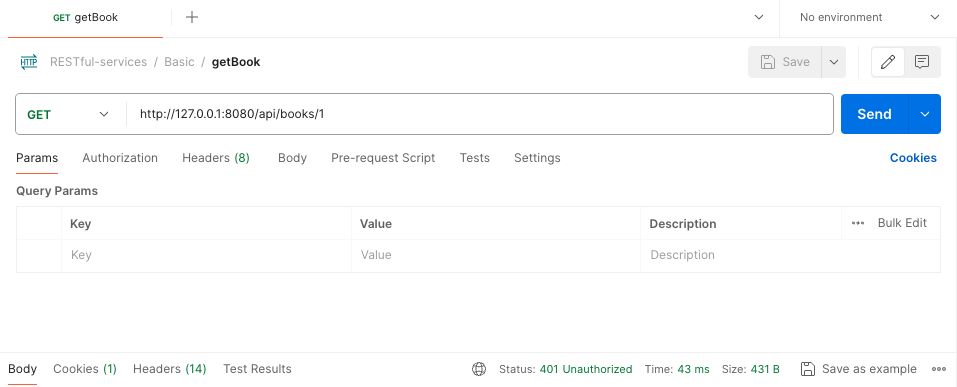 GET getBook No environment
HTTP RESTful-services / Basic / getBook Save
GET http://127.0.0.1:8080/api/books/1 Send
Params Authorization Headers (8) Body Pre-request Script Tests Settings Cookies
Query Params
Key Value Description ••• Bulk Edit
Key Value Description
Body Cookies (1) Headers (14) Test Results Status: 401 Unauthorized Time: 43 ms Size: 431 B Save as example